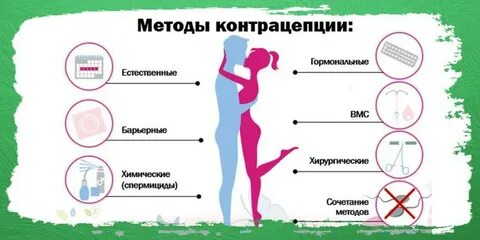 Методы контрацепции:
Естественные
Барьерные
Химические
(спермициды)
Гормональные
ВМС
Хирургические
Сочетание
методов